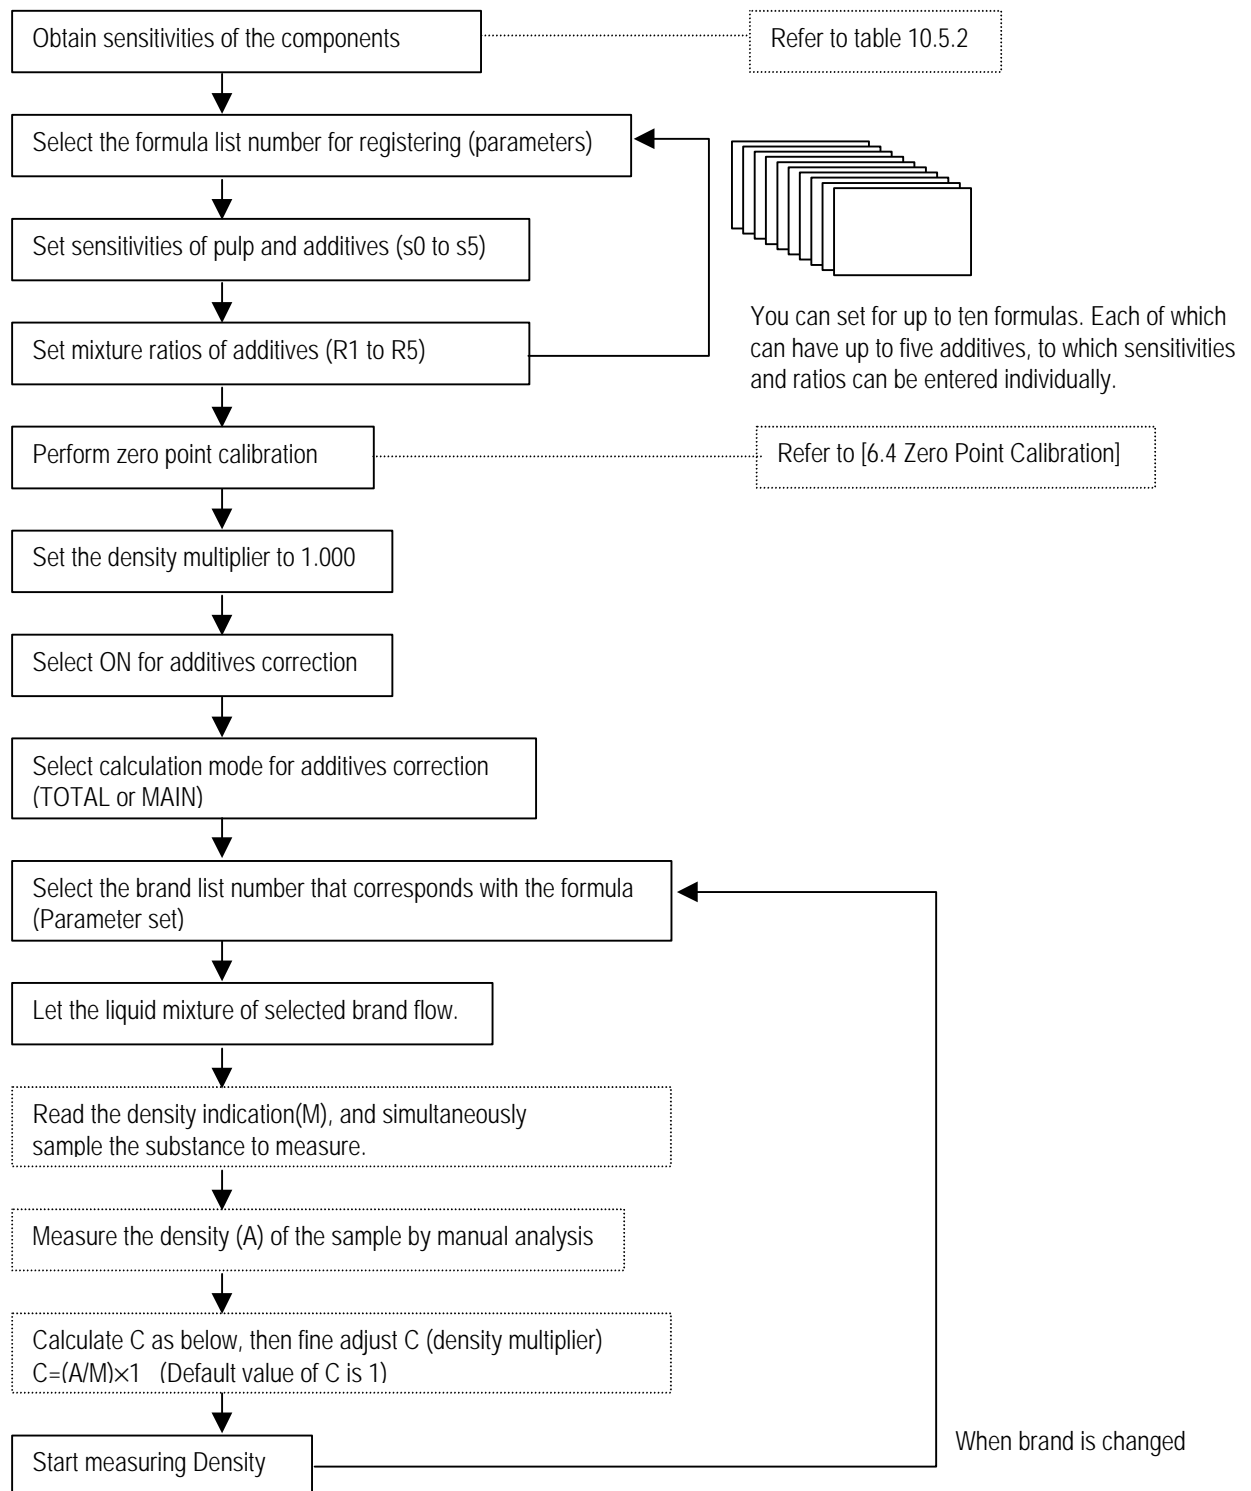 Obtain sensitivities of the components
Refer to table 10.5.2
Select the formula list number for registering (parameters)
Set sensitivities of pulp and additives (s0 to s5)
Set mixture ratios of additives (R1 to R5)
You can set for up to ten formulas. Each of which
can have up to five additives, to which sensitivities
and ratios can be entered individually.
Perform zero point calibration
Refer to [6.4 Zero Point Calibration]
Set the density multiplier to 1.000
Select ON for additives correction
Select calculation mode for additives correction
(TOTAL or MAIN)
Select the brand list number that corresponds with the formula
(Parameter set)
Let the liquid mixture of selected brand flow.
Read the density indication(M), and simultaneously
sample the substance to measure.
Measure the density (A) of the sample by manual analysis
Calculate C as below, then fine adjust C (density multiplier)
C=(A/M)×1 (Default value of C is 1)
Start measuring Density
When brand is changed